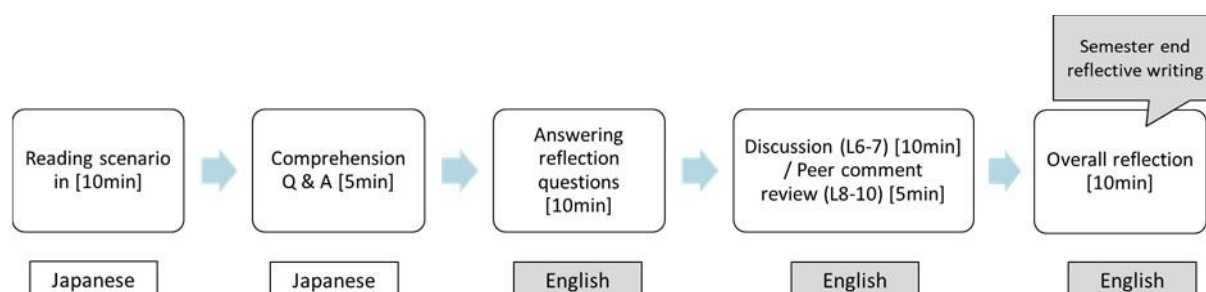 Semester end
reflective writing
Reading scenario
in [10min]
Comprehension
Q & A [5min]
Answering
reflection
questions
[10min]
Discussion (L6-7) [10min]
/ Peer comment
review (L8-10) [5min]
Overall reflection
[10min]
Japanese
Japanese
English
English
English